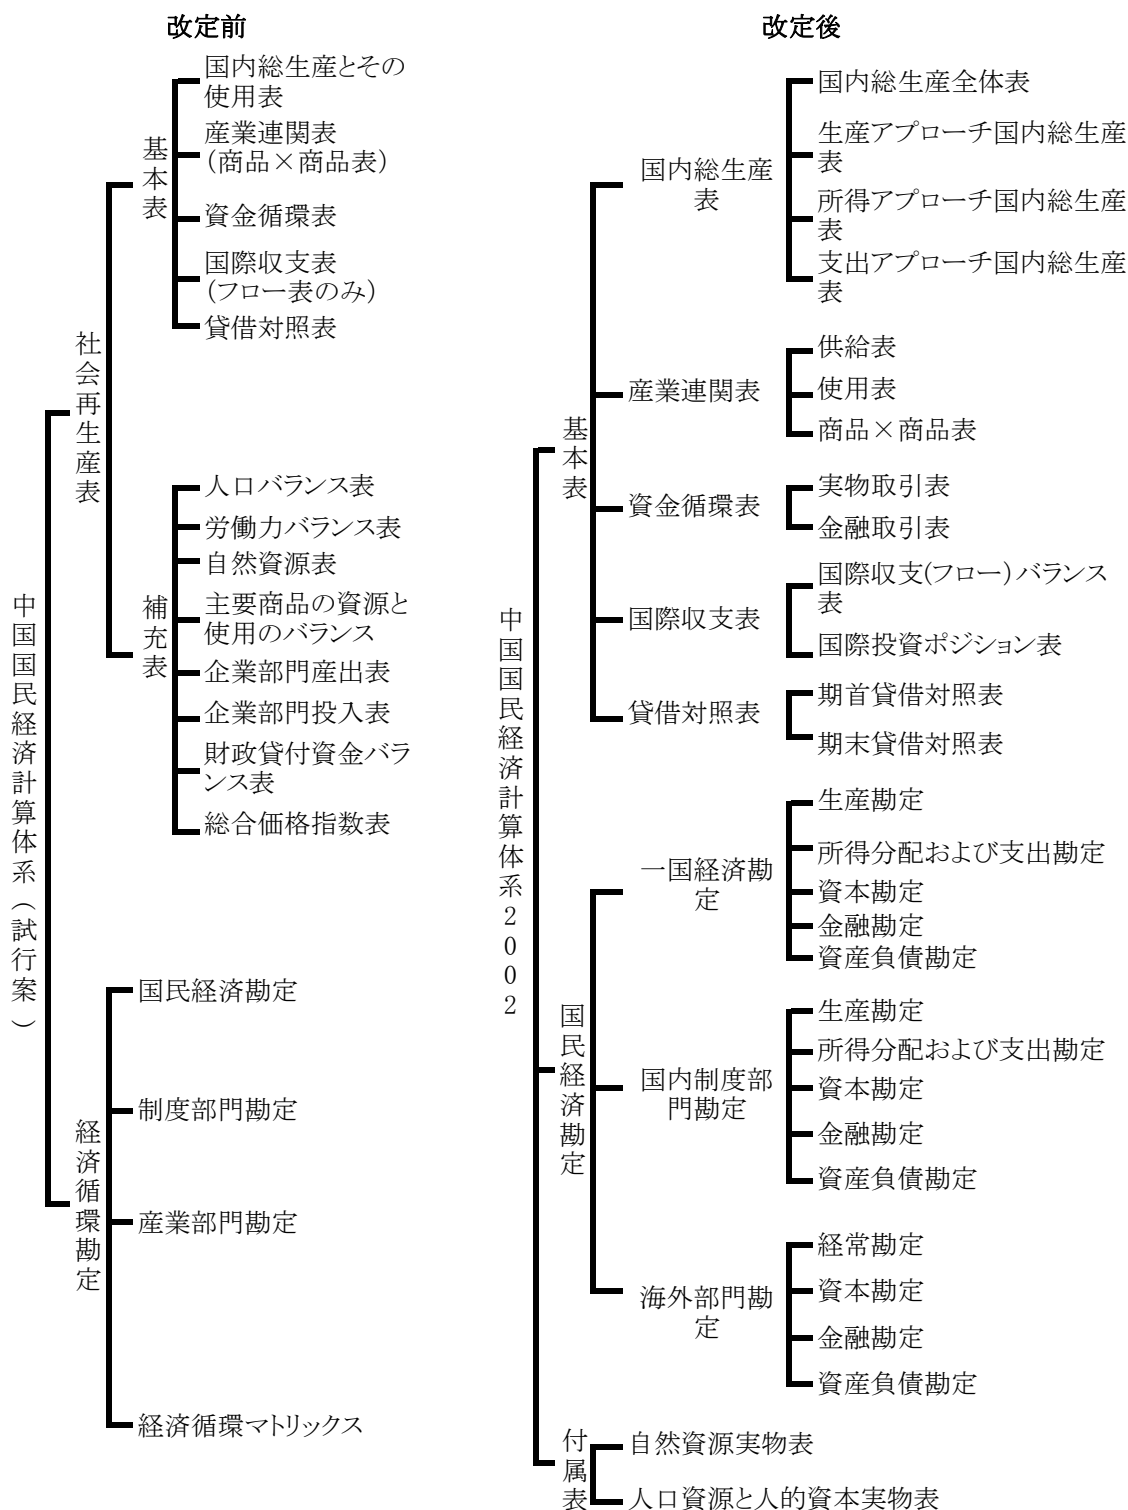 改定前
中国国民経済計算体系(試行案)
社会再生産表
基本表
国内総生産とその
使用表
産業連関表
(商品×商品表)
資金循環表
国際収支表
(フロー表のみ)
貸借対照表
補充表
人口バランス表
労働力バランス表
自然資源表
主要商品の資源と
使用のバランス
企業部門産出表
企業部門投入表
財政貸付資金バラ
ンス表
総合価格指数表
経済循環勘定
国民経済勘定
制度部門勘定
産業部門勘定
経済循環マトリックス
改定後
中国国民経済計算体系2002
基本表
国内総生産
表
国内総生産全体表
生産アプローチ国内総生産
表
所得アプローチ国内総生産
表
支出アプローチ国内総生産
表
産業連関表
供給表
使用表
商品×商品表
資金循環表
実物取引表
金融取引表
国際収支表
国際収支(フロー)バランス
表
国際投資ポジション表
貸借対照表
期首貸借対照表
期末貸借対照表
国民経済勘定
一国経済勘
定
生産勘定
所得分配および支出勘定
資本勘定
金融勘定
資産負債勘定
国内制度部
門勘定
生産勘定
所得分配および支出勘定
資本勘定
金融勘定
資産負債勘定
海外部門勘
定
経常勘定
資本勘定
金融勘定
資産負債勘定
付属表
自然資源実物表
人口資源と人的資本実物表